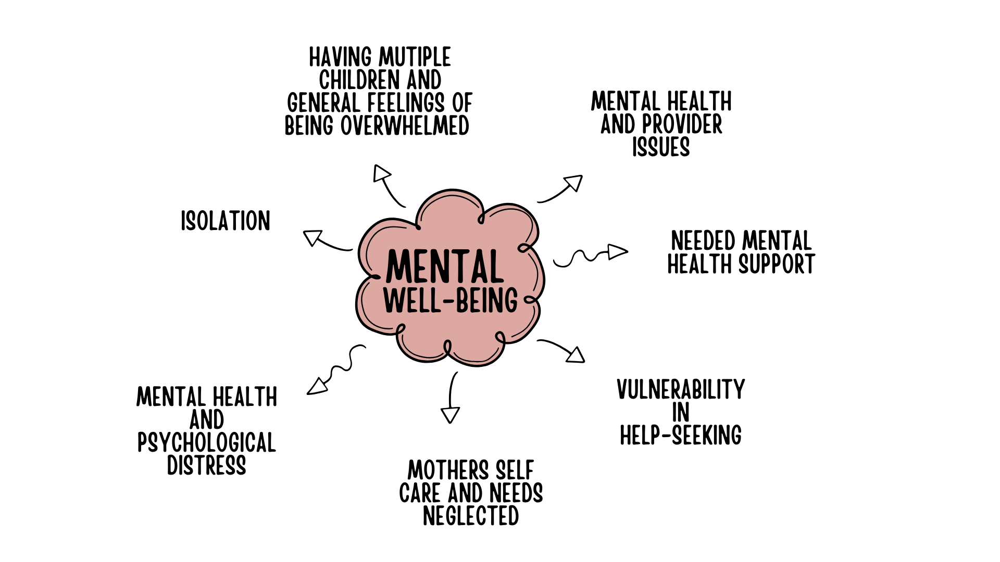 HAVING MUTIPLE
CHILDREN AND
GENERAL FEELINGS OF
BEING OVERWHELMED
MENTAL HEALTH
AND PROVIDER
ISSUES
ISOLATION
NEEDED MENTAL
HEALTH SUPPORT
MENTAL
WELL-BEING
MENTAL HEALTH
AND
PSYCHOLOGICAL
DISTRESS
VULNERABILITY
IN
HELP-SEEKING
MOTHERS SELF
CARE AND NEEDS
NEGLECTED